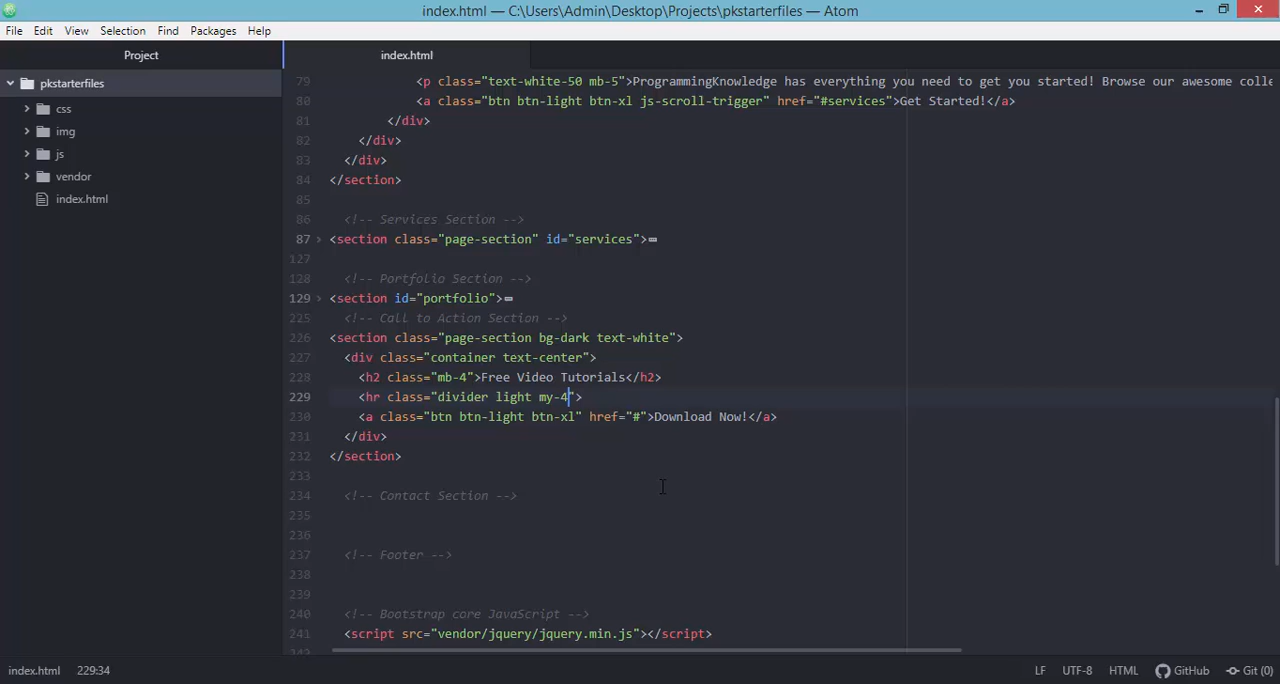 index.html — C:\Users\Admin\Desktop\Projects\pkstarterfiles — Atom
File Edit View Selection Find Packages Help
Project
index.html
pkstarterfiles
css
img
js
vendor
index.html
79 <p class="text-white-50 mb-5">ProgrammingKnowledge has everything you need to get you started! Browse our awesome colle
80 <a class="btn btn-light btn-xl js-scroll-trigger" href="#services">Get Started!</a>
81 </div>
82 </div>
83 </div>
84 </section>
85
86 <!-- Services Section -->
87 <section class="page-section" id="services">
127
128 <!-- Portfolio Section -->
129 <section id="portfolio">
225 <!-- Call to Action Section -->
226 <section class="page-section bg-dark text-white">
227 <div class="container text-center">
228 <h2 class="mb-4">Free Video Tutorials</h2>
229 <hr class="divider light my-4">
230 <a class="btn btn-light btn-xl" href="#">Download Now!</a>
231 </div>
232 </section>
233
234 <!-- Contact Section -->
235
236
237 <!-- Footer -->
238
239
240 <!-- Bootstrap core JavaScript -->
241 <script src="vendor/jquery/jquery.min.js"></script>
index.html 229:34 LF UTF-8 HTML GitHub Git (0)